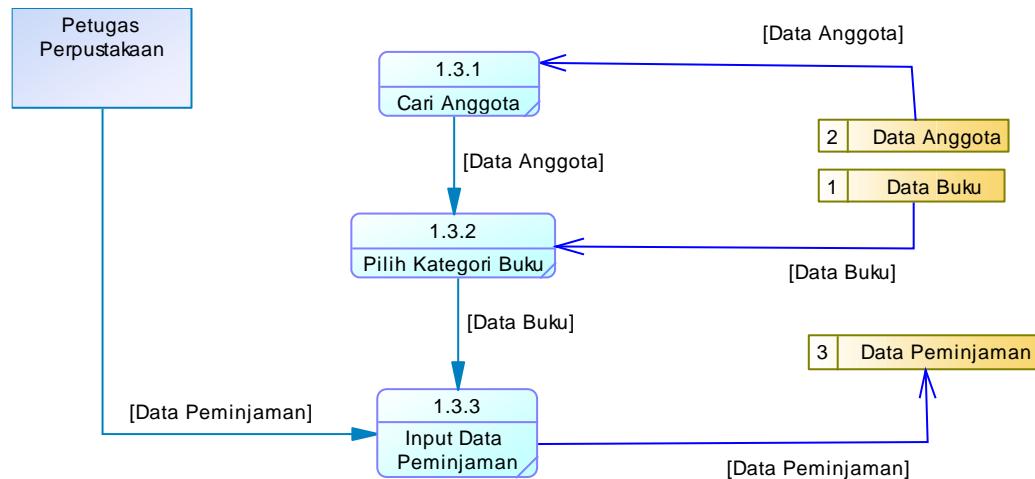 Petugas
Perpustakaan
[Data Anggota]
1.3.1
Cari Anggota
2 Data Anggota
[Data Anggota]
1 Data Buku
1.3.2
Pilih Kategori Buku
[Data Buku]
[Data Buku]
3 Data Peminjaman
[Data Peminjaman]
1.3.3
Input Data
Peminjaman
[Data Peminjaman]